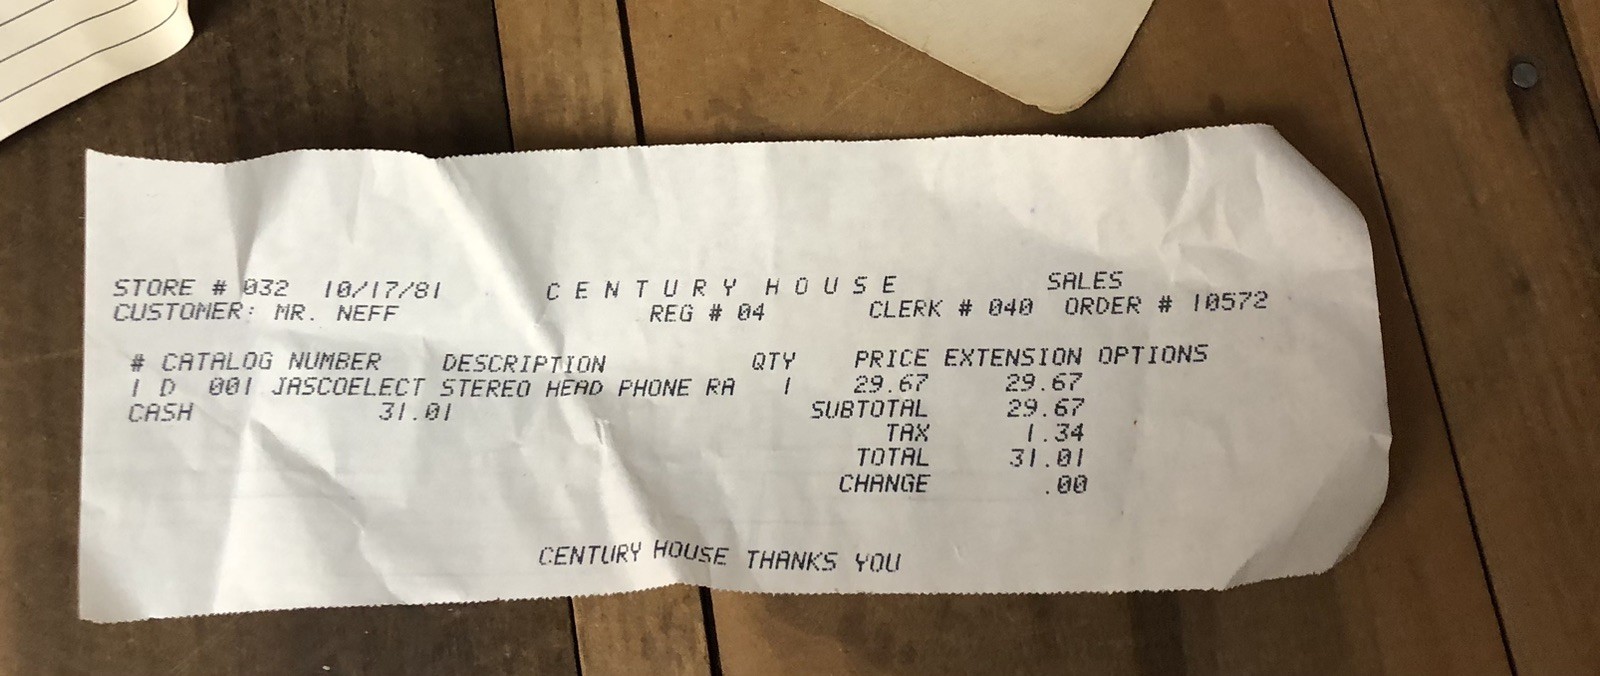 STORE # 032 10/17/81 CENTURY HOUSE SALES
CUSTOMER: MR. NEFF REG # 04 CLERK # 040 ORDER # 10572
# CATALOG NUMBER DESCRIPTION QTY PRICE EXTENSION OPTIONS
1 D 001 JASCOELECT STEREO HEAD PHONE RA 1 29.67 29.67
CASH 31.01 SUBTOTAL 29.67
TAX 1.34
TOTAL 31.01
CHANGE .00
CENTURY HOUSE THANKS YOU